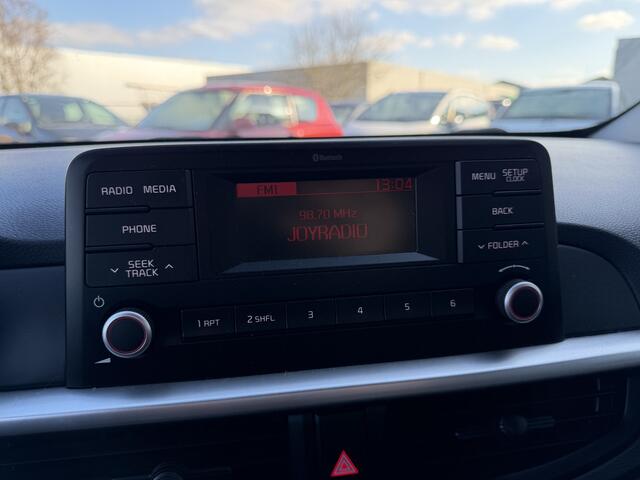 Bluetooth
RADIO MEDIA
PHONE
SEEK
TRACK
FM1 13:04
98.70 MHz
JOYRADIO
MENU SETUP
CLOCK
BACK
FOLDER
1 RPT 2 SHFL 3 4 5 6